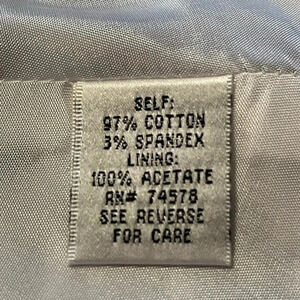 SELF:
97% COTTON
3% SPANDEX
LINING:
100% ACETATE
RN# 74578
SEE REVERSE
FOR CARE